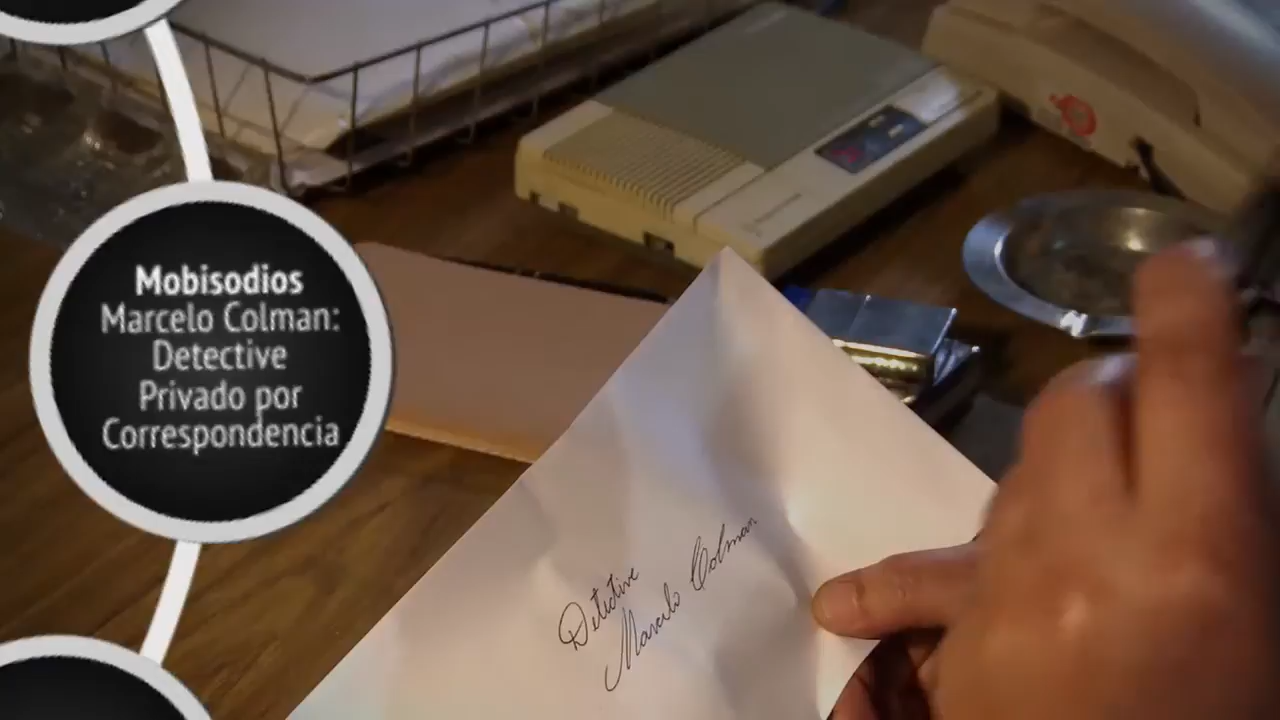 Mobisodios
Marcelo Colman:
Detective
Privado por
Correspondencia
Detective
Marcelo Colman